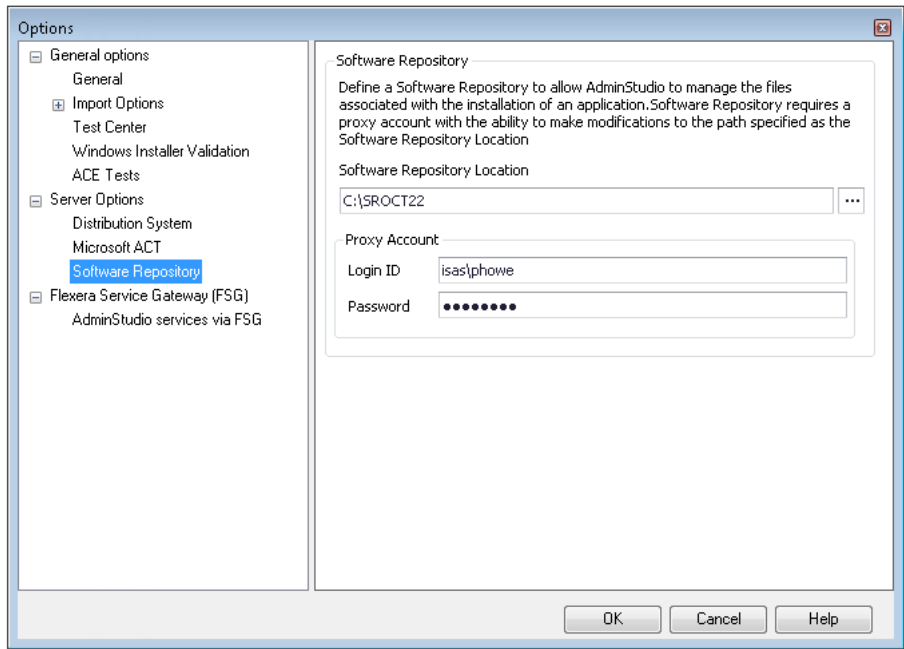 Options
General options
General
Import Options
Test Center
Windows Installer Validation
ACE Tests
Server Options
Distribution System
Microsoft ACT
Software Repository
Flexera Service Gateway (FSG)
AdminStudio services via FSG
Software Repository
Define a Software Repository to allow AdminStudio to manage the files
associated with the installation of an application.Software Repository requires a
proxy account with the ability to make modifications to the path specified as the
Software Repository Location
Software Repository Location
C:\SROCT22
...
Proxy Account
Login ID
isas\phowe
Password
●●●●●●●●
OK
Cancel
Help